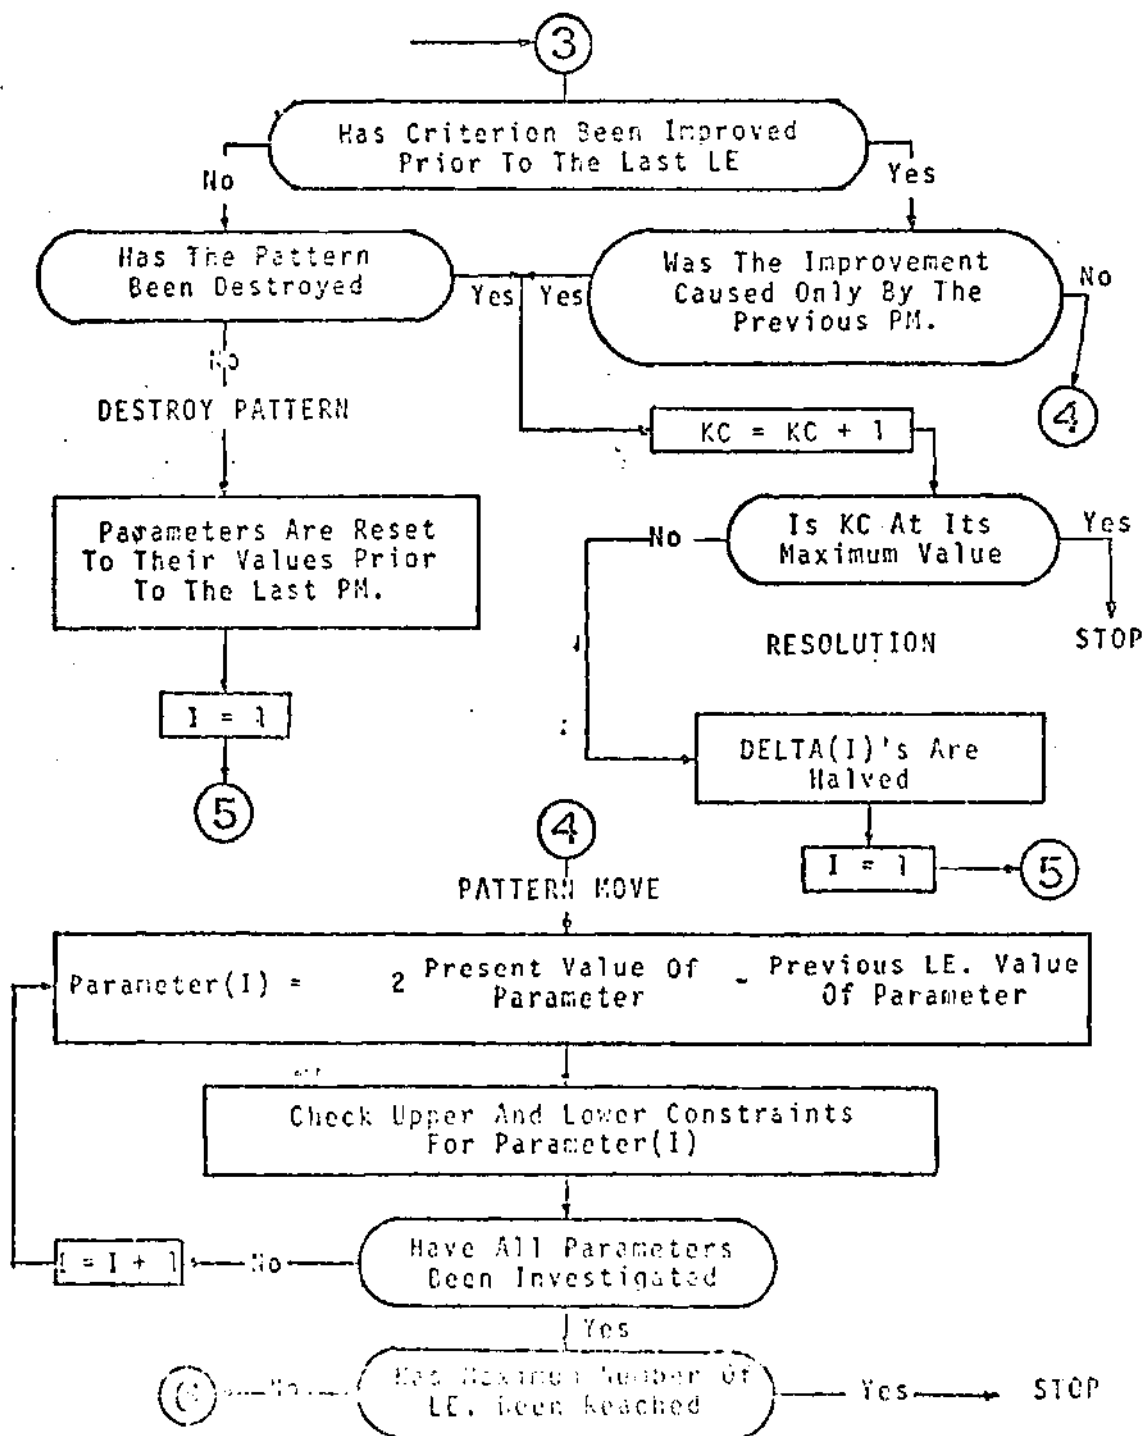 3
Has Criterion Been Improved
Prior To The Last LE
No
Yes
Has The Pattern
Been Destroyed
Yes
Yes
Was The Improvement
Caused Only By The
Previous PM.
No
4
No
DESTROY PATTERN
KC = KC + 1
Parameters Are Reset
To Their Values Prior
To The Last PM.
No
Is KC At Its
Maximum Value
Yes
STOP
RESOLUTION
I = 1
5
DELTA(I)'s Are
Halved
I = 1
5
4
PATTERN MOVE
Parameter(I) = 2 Present Value Of Parameter - Previous LE. Value Of Parameter
Check Upper And Lower Constraints
For Parameter(I)
Have All Parameters
Been Investigated
No
I = I + 1
Yes
Has Maximum Number Of
LE. Been Reached
No
Yes
STOP